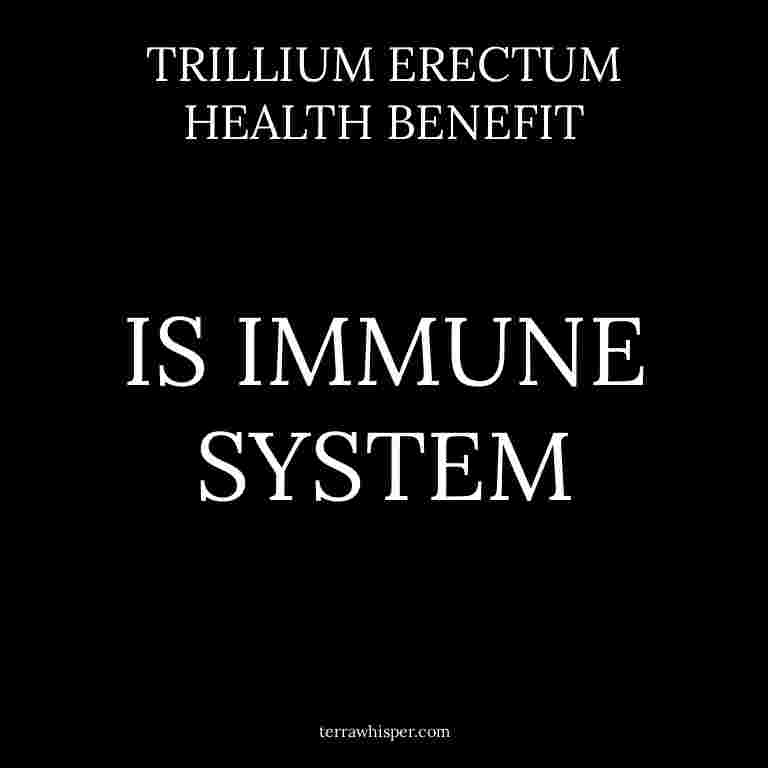 TRILLIUM ERECTUM
HEALTH BENEFIT
IS IMMUNE
SYSTEM
terrawhisper.com